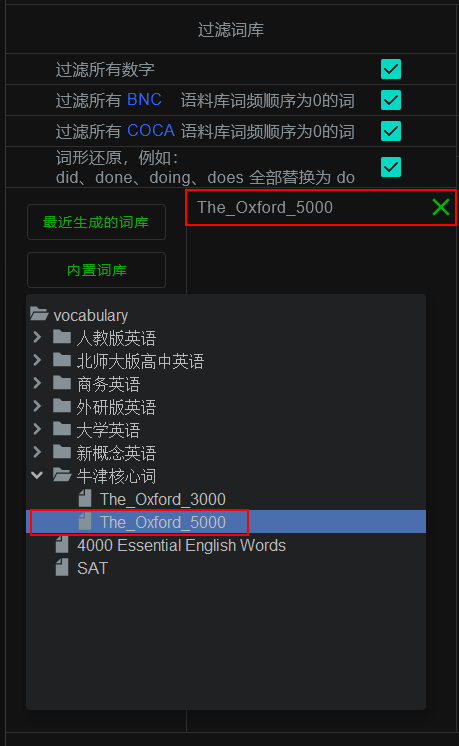 过滤词库
过滤所有数字
过滤所有 BNC 语料库词频顺序为0的词
过滤所有 COCA 语料库词频顺序为0的词
词形还原，例如：
did、done、doing、does 全部替换为 do
The_Oxford_5000
最近生成的词库
内置词库
vocabulary
人教版英语
北师大版高中英语
商务英语
外研版英语
大学英语
新概念英语
牛津核心词
The_Oxford_3000
The_Oxford_5000
4000 Essential English Words
SAT